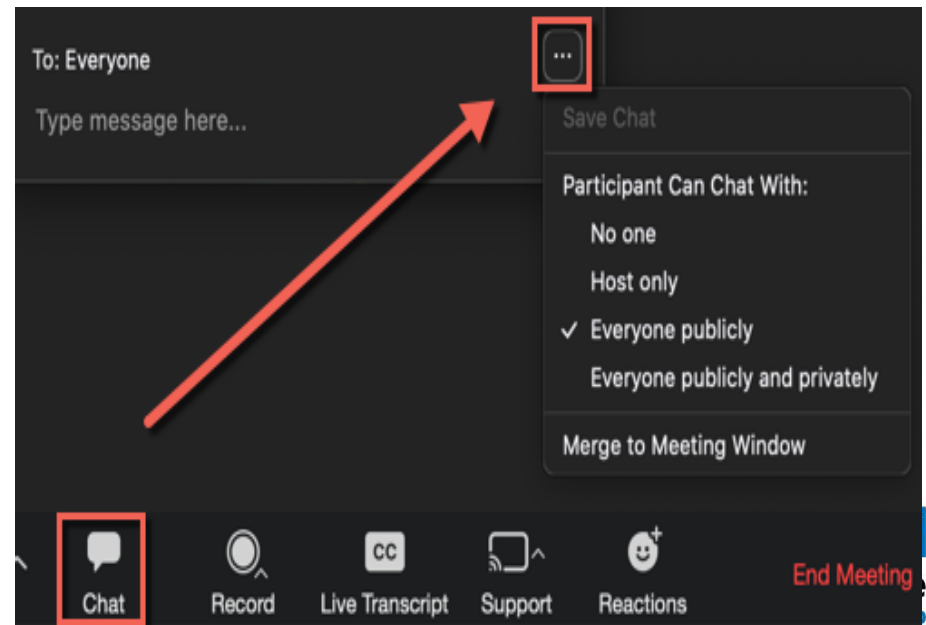 To: Everyone
...
Type message here...
Save Chat
Participant Can Chat With:
No one
Host only
✓ Everyone publicly
Everyone publicly and privately
Merge to Meeting Window
CC
Chat
Record
Live Transcript
Support
Reactions
End Meeting
e